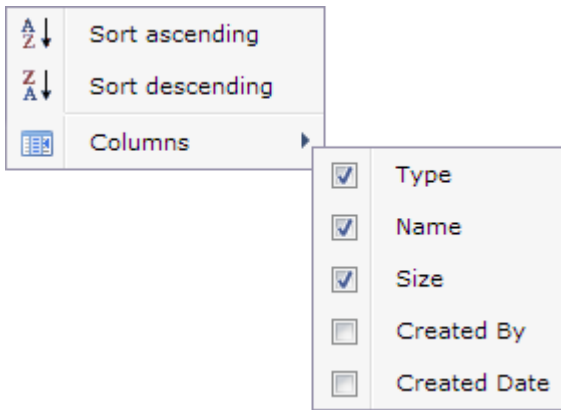 Sort ascending
Sort descending
Columns
Type
Name
Size
Created By
Created Date